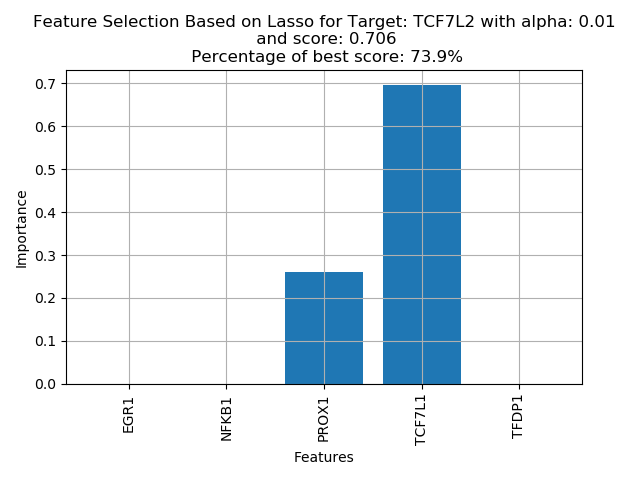 Feature Selection Based on Lasso for Target: TCF7L2 with alpha: 0.01
and score: 0.706
Percentage of best score: 73.9%
0.7
0.6
0.5
0.4
0.3
0.2
0.1
0.0
Importance
EGR1
NFKB1
PROX1
TCF7L1
TFDP1
Features